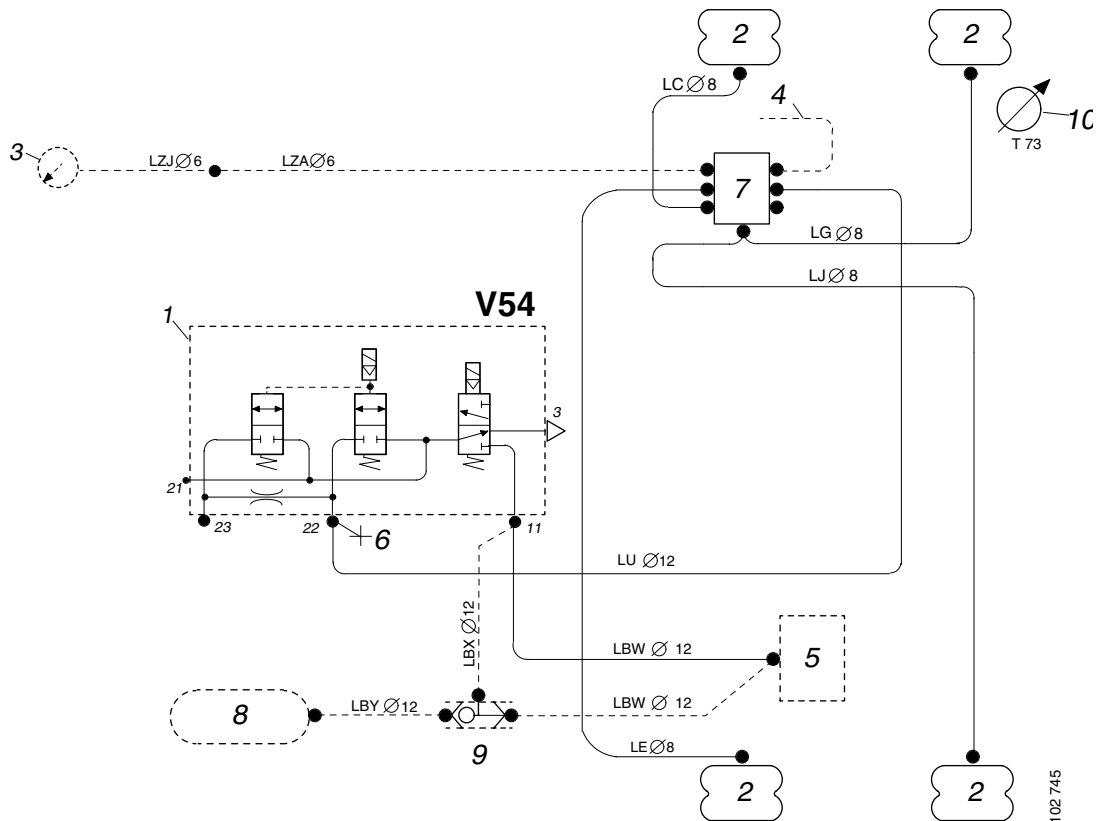 2
2
LC Ø 8
4
10
T 73
3
LZJ Ø 6
LZA Ø 6
7
LG Ø 8
LJ Ø 8
V54
1
3
21
23
22
6
11
LU Ø 12
LBX Ø 12
LBW Ø 12
5
8
LBY Ø 12
LBW Ø 12
9
LE Ø 8
2
2
102 745